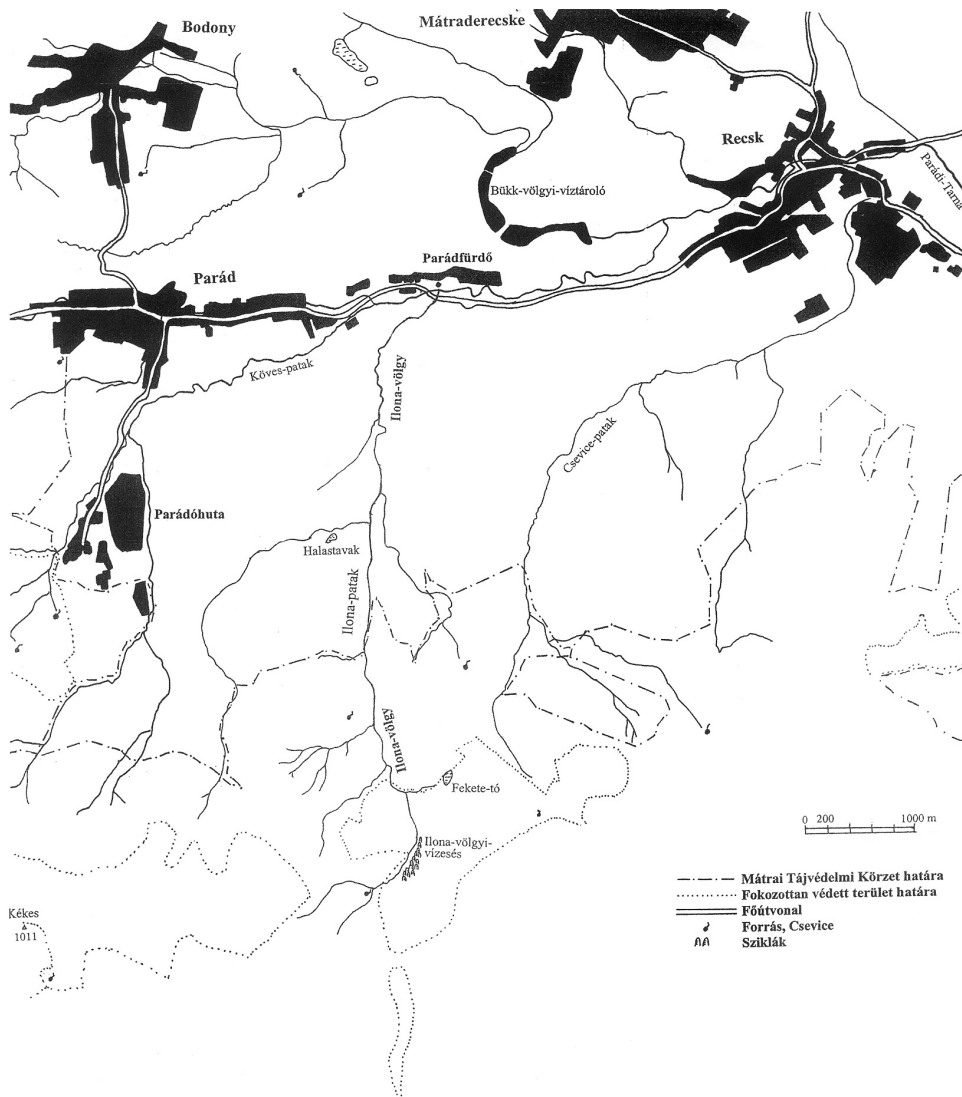 Bodony
Mátraderecske
Recsk
Parádi-Tarna
Bükk-völgyi-víztároló
Parádfürdő
Parád
Köves-patak
Ilona-völgy
Csevice-patak
Parádóhuta
Halastavak
Ilona-patak
Ilona-völgy
Fekete-tó
Ilona-völgyi-
vízesés
Kékes
1011
0 200 1000 m
Mátrai Tájvédelmi Körzet határa
Fokozottan védett terület határa
Főútvonal
Forrás, Csevice
Sziklák